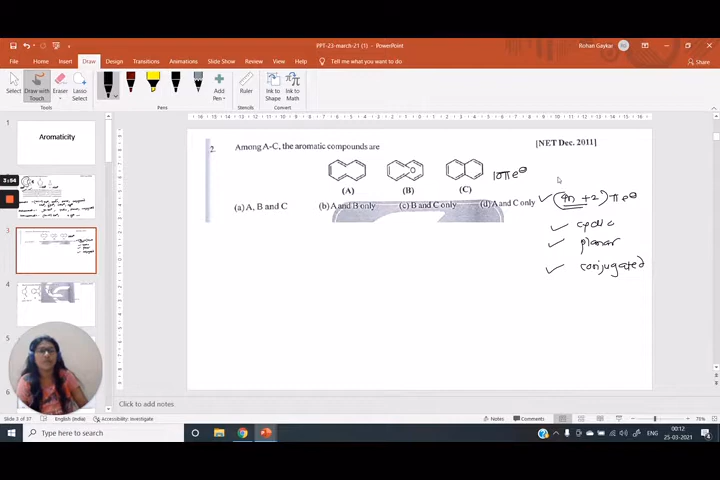 PPT-23-march-21 (1) - PowerPoint
Rohan Gaykar
File Home Insert Draw Design Transitions Animations Slide Show Review View Help Tell me what you want to do
Share
Select
Draw with Touch
Eraser
Lasso Select
Add Pen
Ruler
Ink to Shape
Ink to Math
Tools
Pens
Stencils
Convert
1
Aromaticity
3:54
3
4
5
6
2. Among A-C, the aromatic compounds are
[NET Dec. 2011]
O
10πe⊖
(A) (B) (C)
(a) A, B and C (b) A and B only (c) B and C only (d) A and C only
(4n+2)πe⊖
cyclic
planar
conjugated
Click to add notes
Slide 3 of 37 English (India) Accessibility: Investigate
Notes Comments
78%
Type here to search
ENG
00:12
25-03-2021